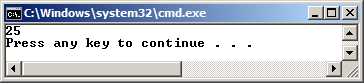 C:\Windows\system32\cmd.exe
25
Press any key to continue . . .